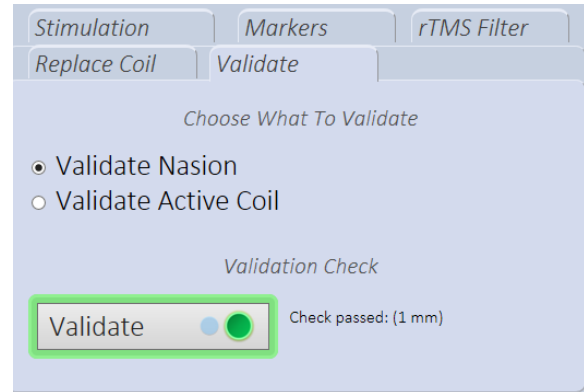 Stimulation Markers rTMS Filter
Replace Coil Validate
Choose What To Validate
Validate Nasion
Validate Active Coil
Validation Check
Validate Check passed: (1 mm)